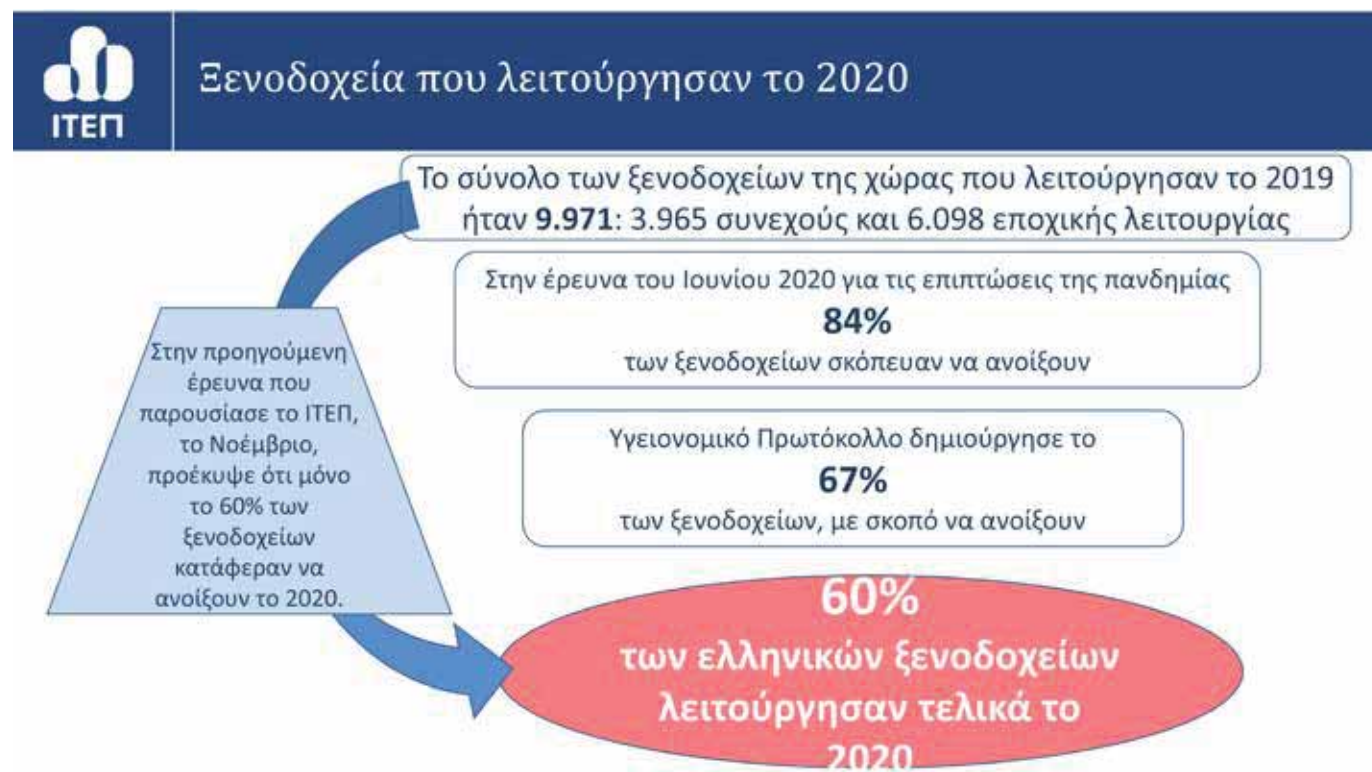 ΙΤΕΠ
Ξενοδοχεία που λειτούργησαν το 2020
Το σύνολο των ξενοδοχείων της χώρας που λειτούργησαν το 2019
ήταν 9.971: 3.965 συνεχούς και 6.098 εποχικής λειτουργίας
Στην έρευνα του Ιουνίου 2020 για τις επιπτώσεις της πανδημίας
84%
των ξενοδοχείων σκόπευαν να ανοίξουν
Στην προηγούμενη
έρευνα που
παρουσίασε το ΙΤΕΠ,
το Νοέμβριο,
προέκυψε ότι μόνο
το 60% των
ξενοδοχείων
κατάφεραν να
ανοίξουν το 2020.
Υγειονομικό Πρωτόκολλο δημιούργησε το
67%
των ξενοδοχείων, με σκοπό να ανοίξουν
60%
των ελληνικών ξενοδοχείων
λειτούργησαν τελικά το
2020